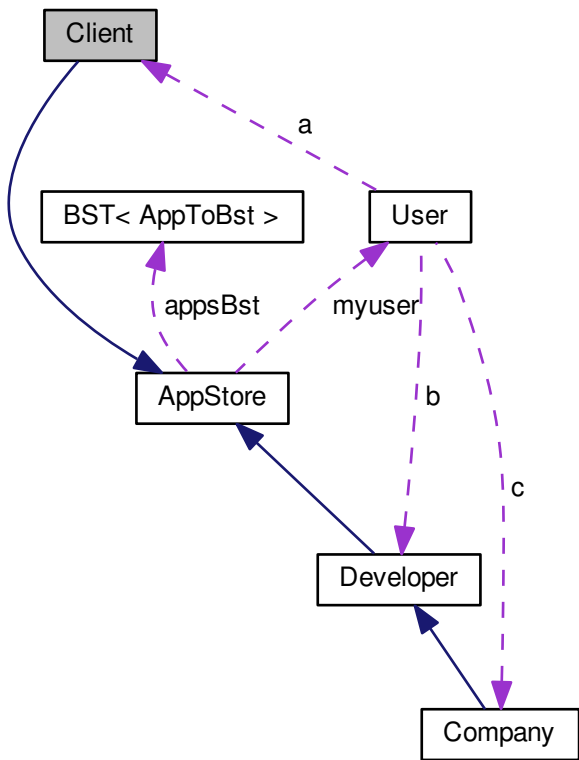 Client
a
BST< AppToBst >
User
appsBst
myuser
AppStore
b
c
Developer
Company